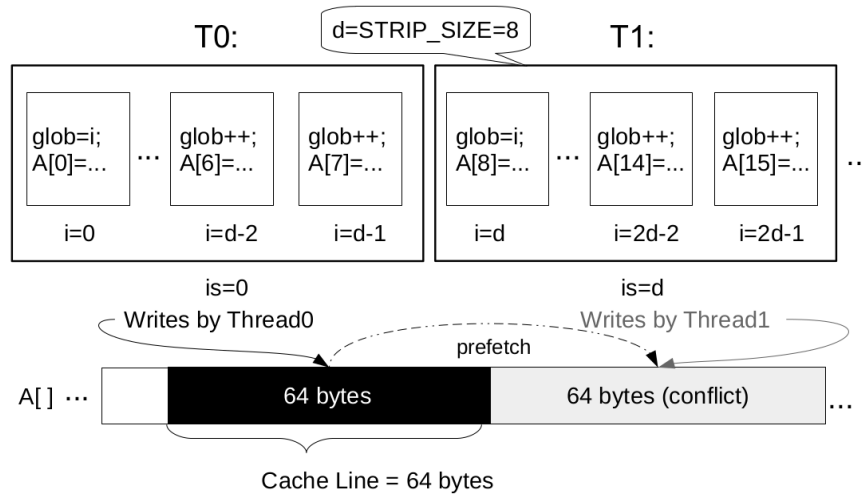 T0:
d=STRIP_SIZE=8
T1:
glob=i;
A[0]=...
...
glob++;
A[6]=...
glob++;
A[7]=...
glob=i;
A[8]=...
...
glob++;
A[14]=...
glob++;
A[15]=...
..
i=0
i=d-2
i=d-1
i=d
i=2d-2
i=2d-1
is=0
is=d
Writes by Thread0
Writes by Thread1
prefetch
A[ ] ...
64 bytes
64 bytes (conflict)
...
Cache Line = 64 bytes